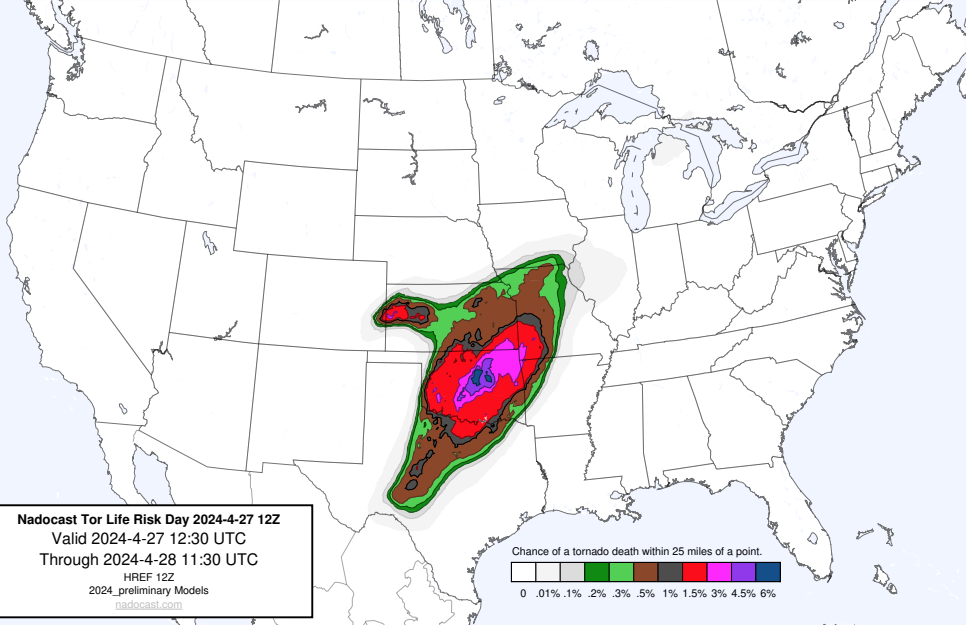 Nadocast Tor Life Risk Day 2024-4-27 12Z
Valid 2024-4-27 12:30 UTC
Through 2024-4-28 11:30 UTC
HREF 12Z
2024_preliminary Models
nadocast.com
Chance of a tornado death within 25 miles of a point.
0 .01% .1% .2% .3% .5% 1% 1.5% 3% 4.5% 6%